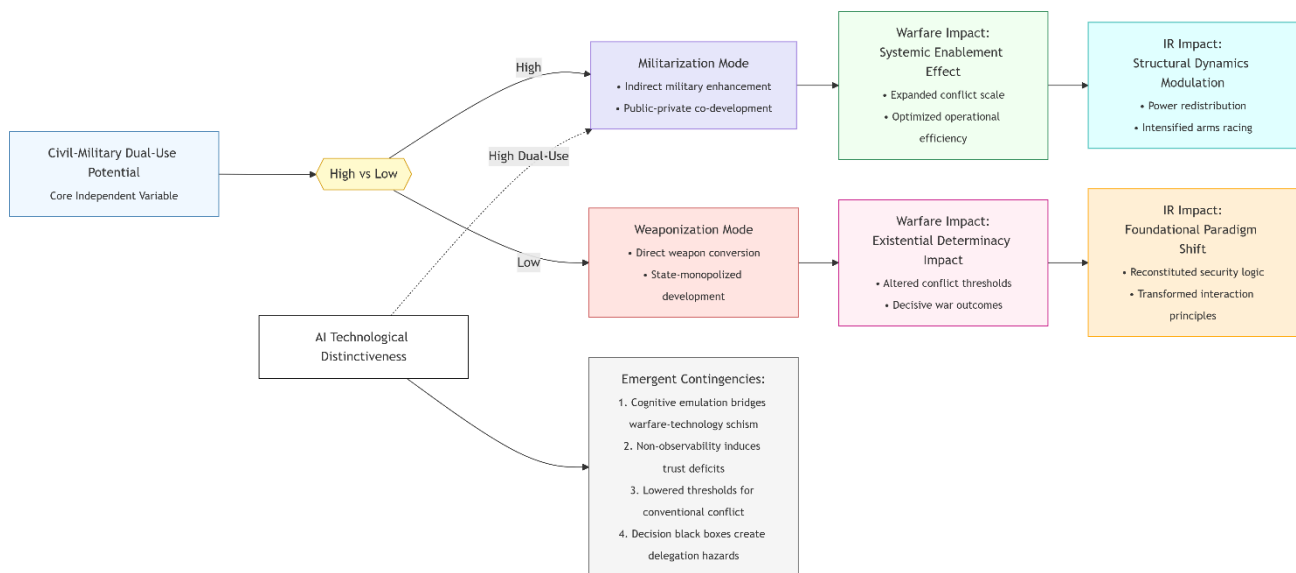 Civil-Military Dual-Use
Potential
Core Independent Variable
High vs Low
High
High Dual-Use
Low
AI Technological
Distinctiveness
Militarization Mode
• Indirect military enhancement
• Public-private co-development
Weaponization Mode
• Direct weapon conversion
• State-monopolized
development
Emergent Contingencies:
1. Cognitive emulation bridges
warfare-technology schism
2. Non-observability induces
trust deficits
3. Lowered thresholds for
conventional conflict
4. Decision black boxes create
delegation hazards
Warfare Impact:
Systemic Enablement
Effect
• Expanded conflict scale
• Optimized operational
efficiency
Warfare Impact:
Existential Determinacy
Impact
• Altered conflict thresholds
• Decisive war outcomes
IR Impact:
Structural Dynamics
Modulation
• Power redistribution
• Intensified arms racing
IR Impact:
Foundational Paradigm
Shift
• Reconstituted security logic
• Transformed interaction
principles